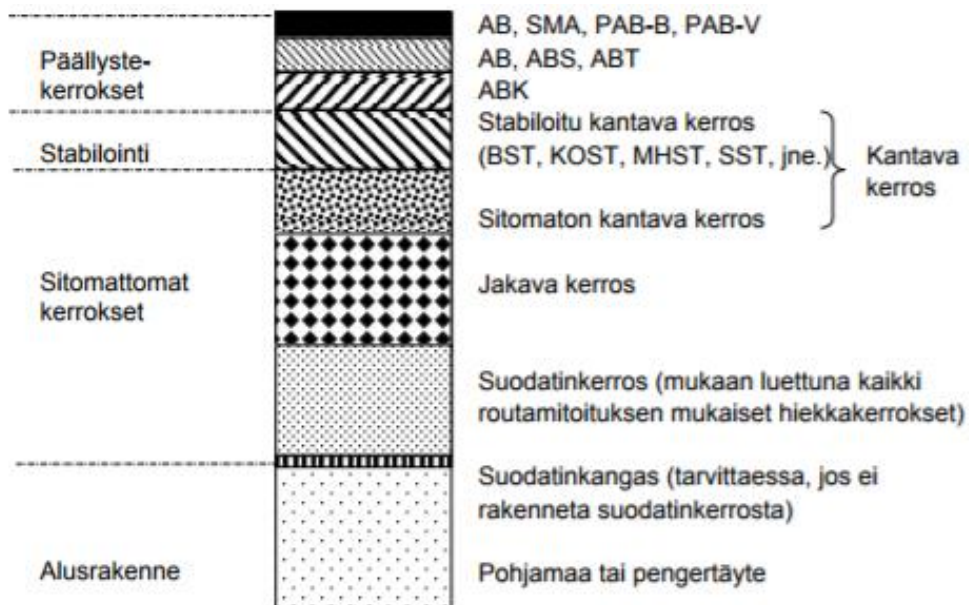 Päällyste-
kerrokset
Stabilointi
Sitomattomat
kerrokset
Alusrakenne
AB, SMA, PAB-B, PAB-V
AB, ABS, ABT
ABK
Stabiloitu kantava kerros
(BST, KOST, MHST, SST, jne.)
Sitomaton kantava kerros
Kantava
kerros
Jakava kerros
Suodatinkerros (mukaan luettuna kaikki
routamitoituksen mukaiset hiekkakerrokset)
Suodatinkangas (tarvittaessa, jos ei
rakenneta suodatinkerrosta)
Pohjamaa tai pengertäyte